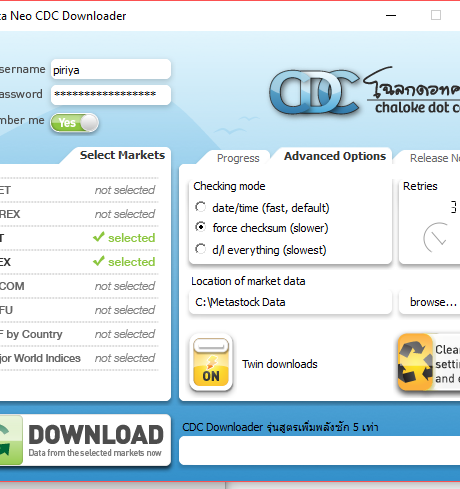 ta Neo CDC Downloader
sername piriya
assword *****************
mber me Yes
CDC โฉลกดอทค
chaloke dot c
Select Markets
Progress Advanced Options Release No
ET not selected
REX not selected
T selected
EX selected
COM not selected
FU not selected
F by Country not selected
jor World Indices not selected
Checking mode
date/time (fast, default)
force checksum (slower)
d/l everything (slowest)
Retries
3
Location of market data
C:\Metastock Data browse...
ON
Twin downloads
Clean
settin
and e
DOWNLOAD
Data from the selected markets now
CDC Downloader รุ่นสูตรเพิ่มพลังซัก 5 เท่า